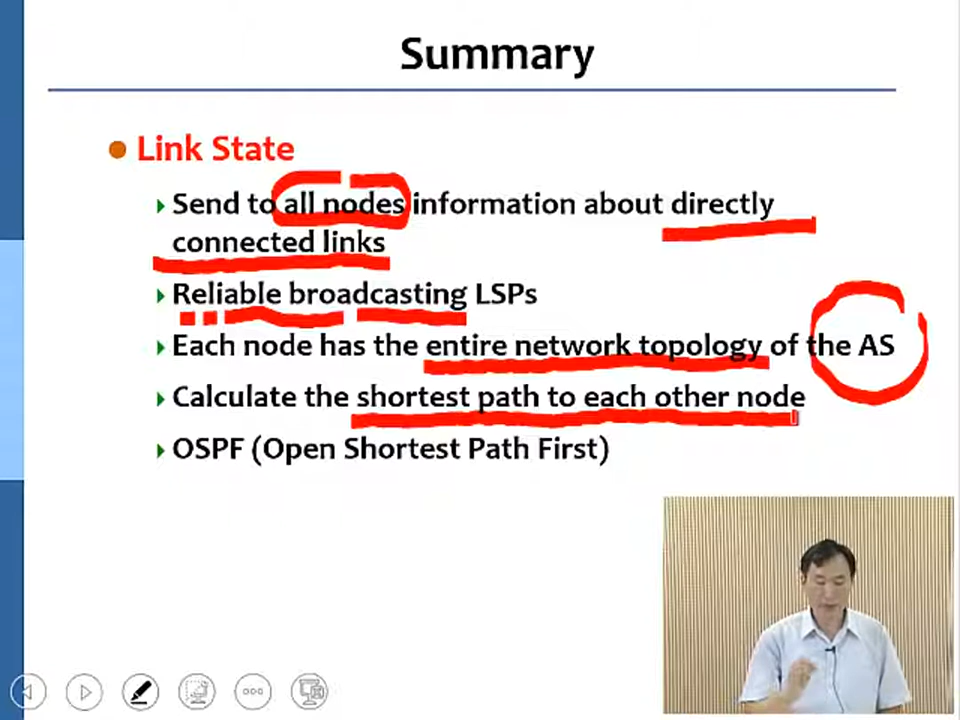 Summary
Link State
Send to all nodes information about directly
connected links
Reliable broadcasting LSPs
Each node has the entire network topology of the AS
Calculate the shortest path to each other node
OSPF (Open Shortest Path First)